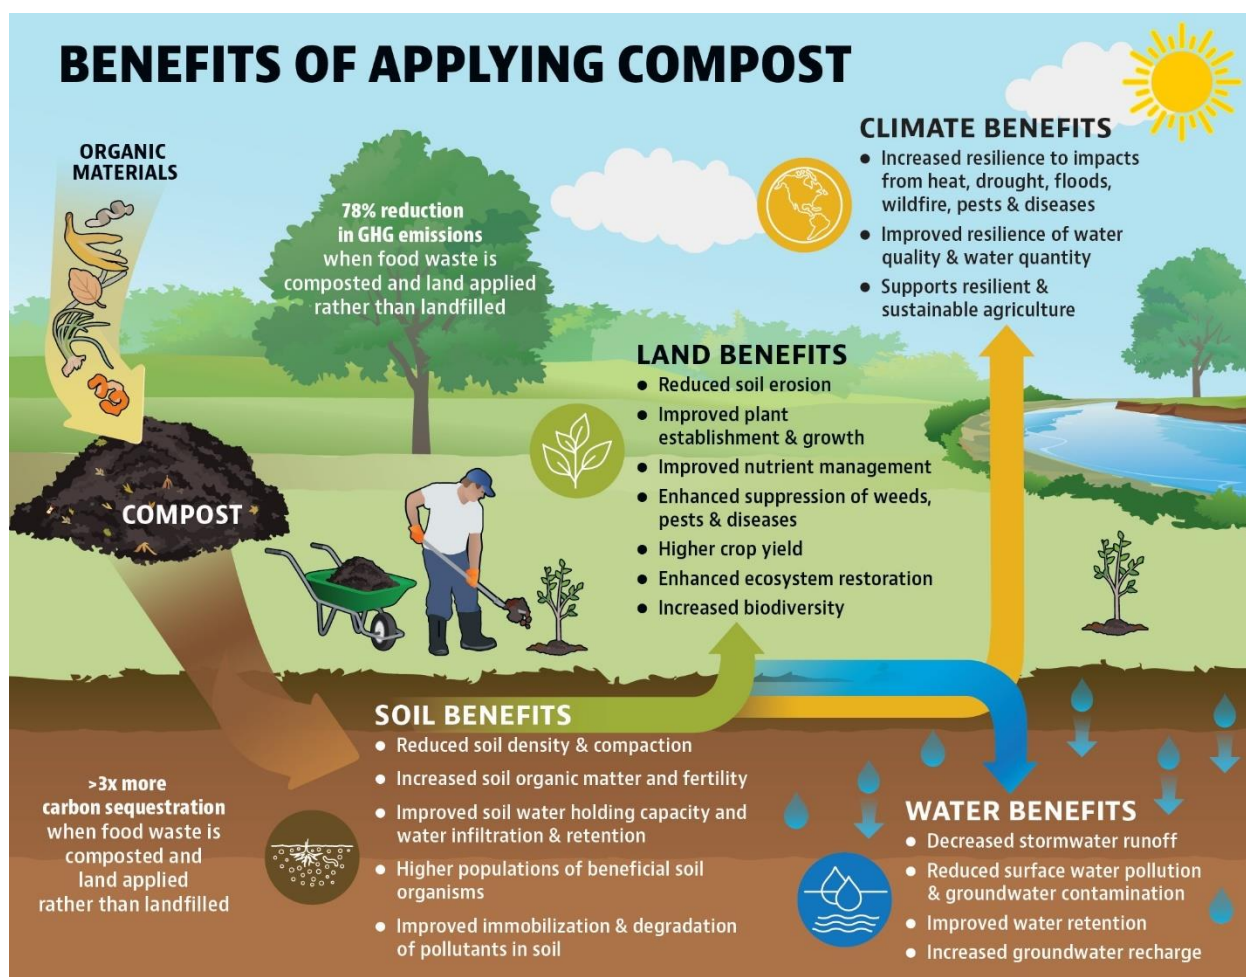 BENEFITS OF APPLYING COMPOST
ORGANIC
MATERIALS
78% reduction
in GHG emissions
when food waste is
composted and land applied
rather than landfilled
COMPOST
CLIMATE BENEFITS
● Increased resilience to impacts
from heat, drought, floods,
wildfire, pests & diseases
● Improved resilience of water
quality & water quantity
● Supports resilient &
sustainable agriculture
LAND BENEFITS
● Reduced soil erosion
● Improved plant
establishment & growth
● Improved nutrient management
● Enhanced suppression of weeds,
pests & diseases
● Higher crop yield
● Enhanced ecosystem restoration
● Increased biodiversity
SOIL BENEFITS
● Reduced soil density & compaction
● Increased soil organic matter and fertility
● Improved soil water holding capacity and
water infiltration & retention
● Higher populations of beneficial soil
organisms
● Improved immobilization & degradation
of pollutants in soil
>3x more
carbon sequestration
when food waste is
composted and
land applied
rather than landfilled
WATER BENEFITS
● Decreased stormwater runoff
● Reduced surface water pollution
& groundwater contamination
● Improved water retention
● Increased groundwater recharge